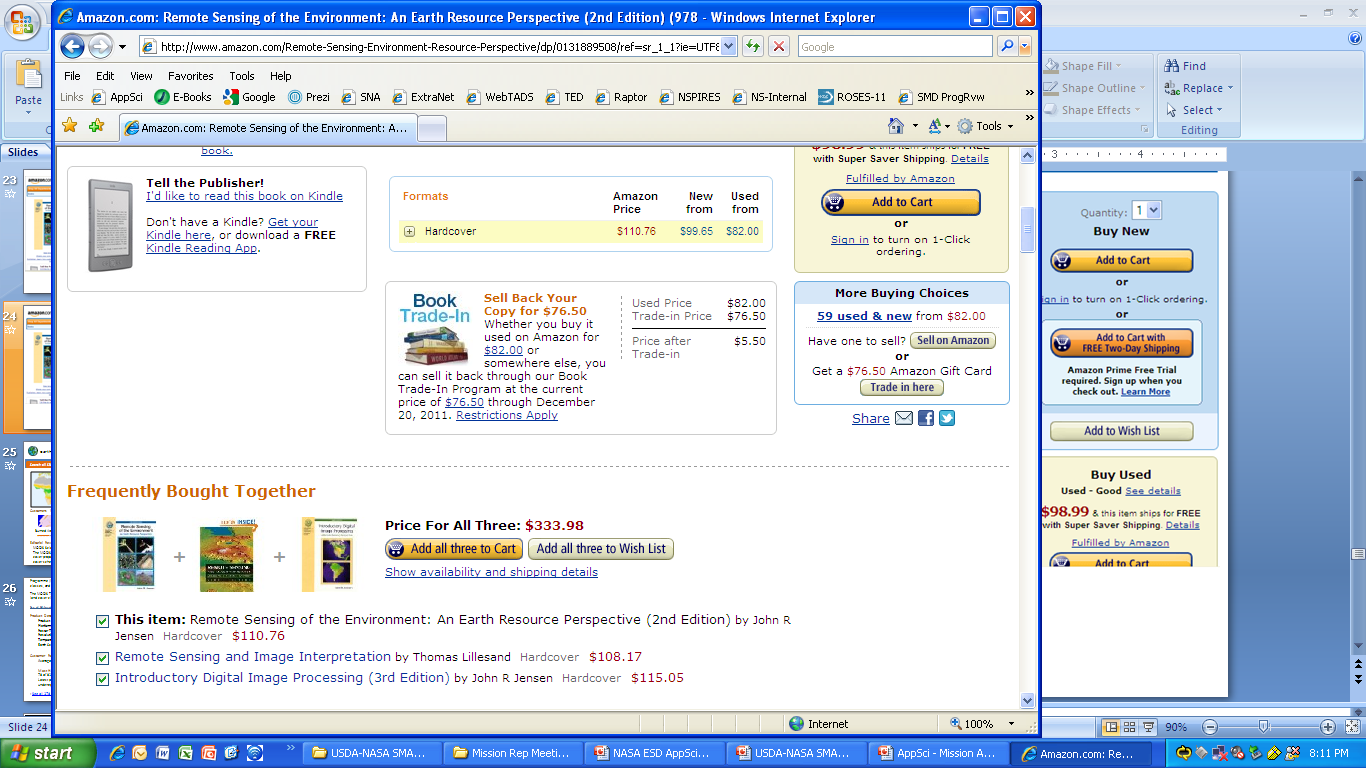 Amazon.com: Remote Sensing of the Environment: An Earth Resource Perspective (2nd Edition) (978 - Windows Internet Explorer
http://www.amazon.com/Remote-Sensing-Environment-Resource-Perspective/dp/0131889508/ref=sr_1_1?ie=UTF8
Google
File Edit View Favorites Tools Help
Links AppSci E-Books Google Prezi SNA ExtraNet WebTADS TED Raptor NSPIRES NS-Internal ROSES-11 SMD ProgRvw »
Amazon.com: Remote Sensing of the Environment: A...
Tools »
Paste
Slides
23
24
25
26
Slide 24
Shape Fill
Shape Outline
Shape Effects
Find
Replace
Select
Editing
3 4
book.
Tell the Publisher!
I'd like to read this book on Kindle
Don't have a Kindle? Get your
Kindle here, or download a FREE
Kindle Reading App.
Formats Amazon Price New from Used from
Hardcover $110.76 $99.65 $82.00
Book
Trade-In
Sell Back Your
Copy for $76.50
Whether you buy it
used on Amazon for
$82.00 or
somewhere else, you
can sell it back through our Book
Trade-In Program at the current
price of $76.50 through December
20, 2011. Restrictions Apply
Used Price $82.00
Trade-in Price $76.50
Price after $5.50
Trade-in
$98.99 & this item ships for FREE
with Super Saver Shipping. Details
Fulfilled by Amazon
Add to Cart
or
Sign in to turn on 1-Click
ordering.
More Buying Choices
59 used & new from $82.00
Have one to sell? Sell on Amazon
or
Get a $76.50 Amazon Gift Card
Trade in here
Share
Frequently Bought Together
Price For All Three: $333.98
Add all three to Cart Add all three to Wish List
Show availability and shipping details
This item: Remote Sensing of the Environment: An Earth Resource Perspective (2nd Edition) by John R
Jensen Hardcover $110.76
Remote Sensing and Image Interpretation by Thomas Lillesand Hardcover $108.17
Introductory Digital Image Processing (3rd Edition) by John R Jensen Hardcover $115.05
Internet 100%
Quantity: 1
Buy New
Add to Cart
or
in to turn on 1-Click ordering.
or
Add to Cart with
FREE Two-Day Shipping
Amazon Prime Free Trial
required. Sign up when you
check out. Learn More
Add to Wish List
Buy Used
Used - Good See details
$98.99 & this item ships for FREE
with Super Saver Shipping. Details
Fulfilled by Amazon
Add to Cart
90%
start » USDA-NASA SMA... Mission Rep Meeti... NASA ESD AppSci... USDA-NASA SMA... AppSci - Mission A... Amazon.com: Re... 8:11 PM